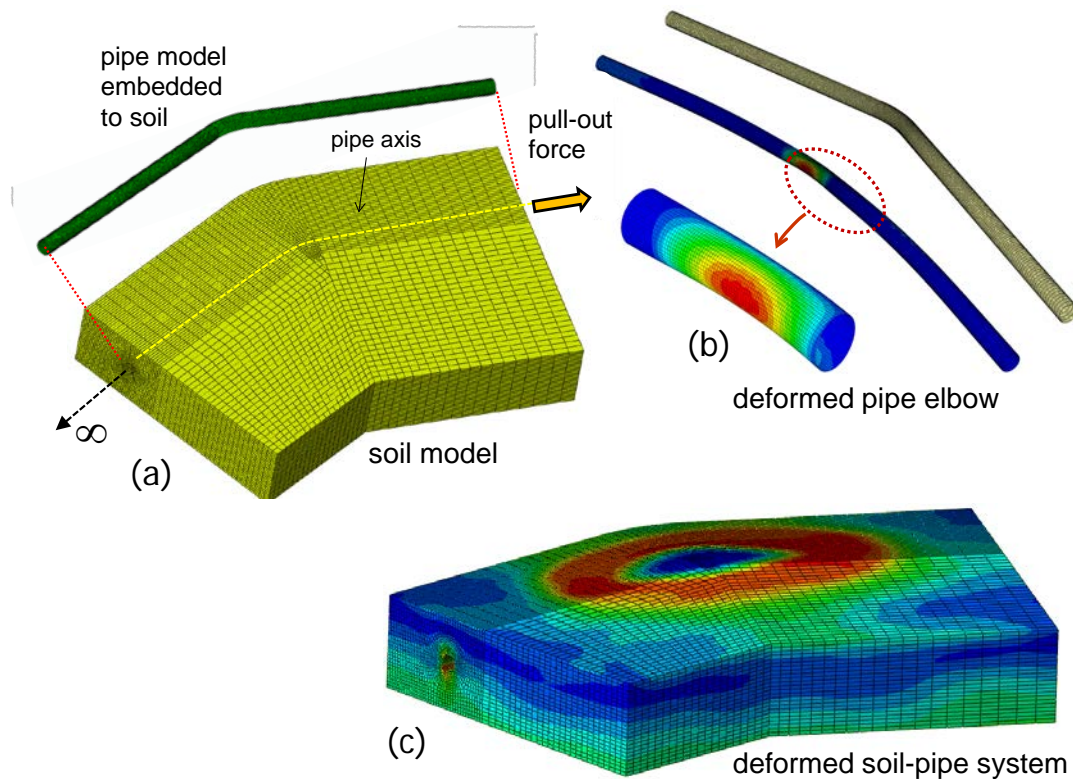 pipe model
embedded
to soil
pipe axis
pull-out
force
∞
(a)
soil model
(b)
deformed pipe elbow
(c)
deformed soil-pipe system